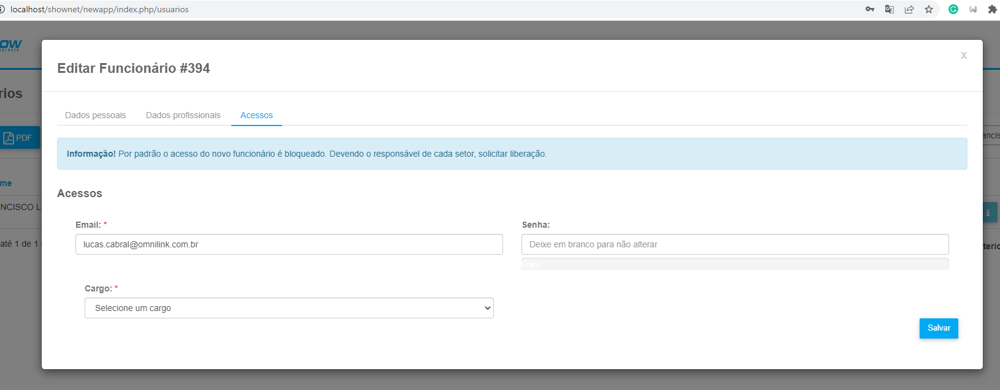 localhost/shownet/newapp/index.php/usuarios
OW
Editar Funcionário #394
X
rios
Dados pessoais Dados profissionais Acessos
PDF
Informação! Por padrão o acesso do novo funcionário é bloqueado. Devendo o responsável de cada setor, solicitar liberação.
ancis
me
Acessos
NCISCO L
Email: * Senha:
lucas.cabral@omnilink.com.br Deixe em branco para não alterar
até 1 de 1
terio
Fraca
Cargo: *
Selecione um cargo
Salvar